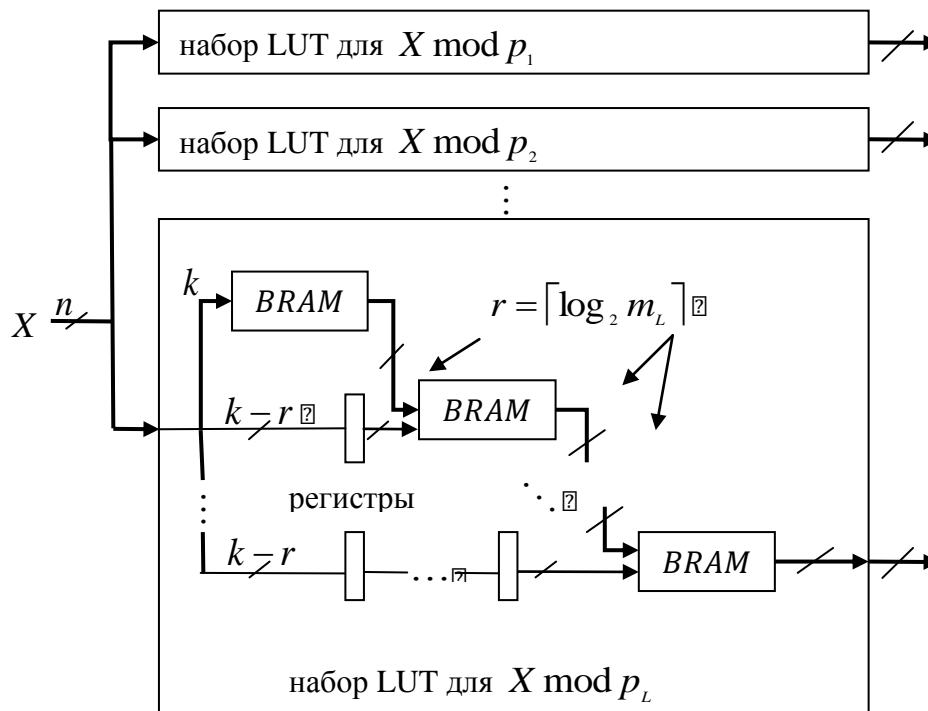 набор LUT для X mod p₁
набор LUT для X mod p₂
⋮
k
BRAM
r = ⌈log₂ m_L⌉
n
X
BRAM
k − r
регистры
⋱
⋮
k − r
...
BRAM
набор LUT для X mod p_L